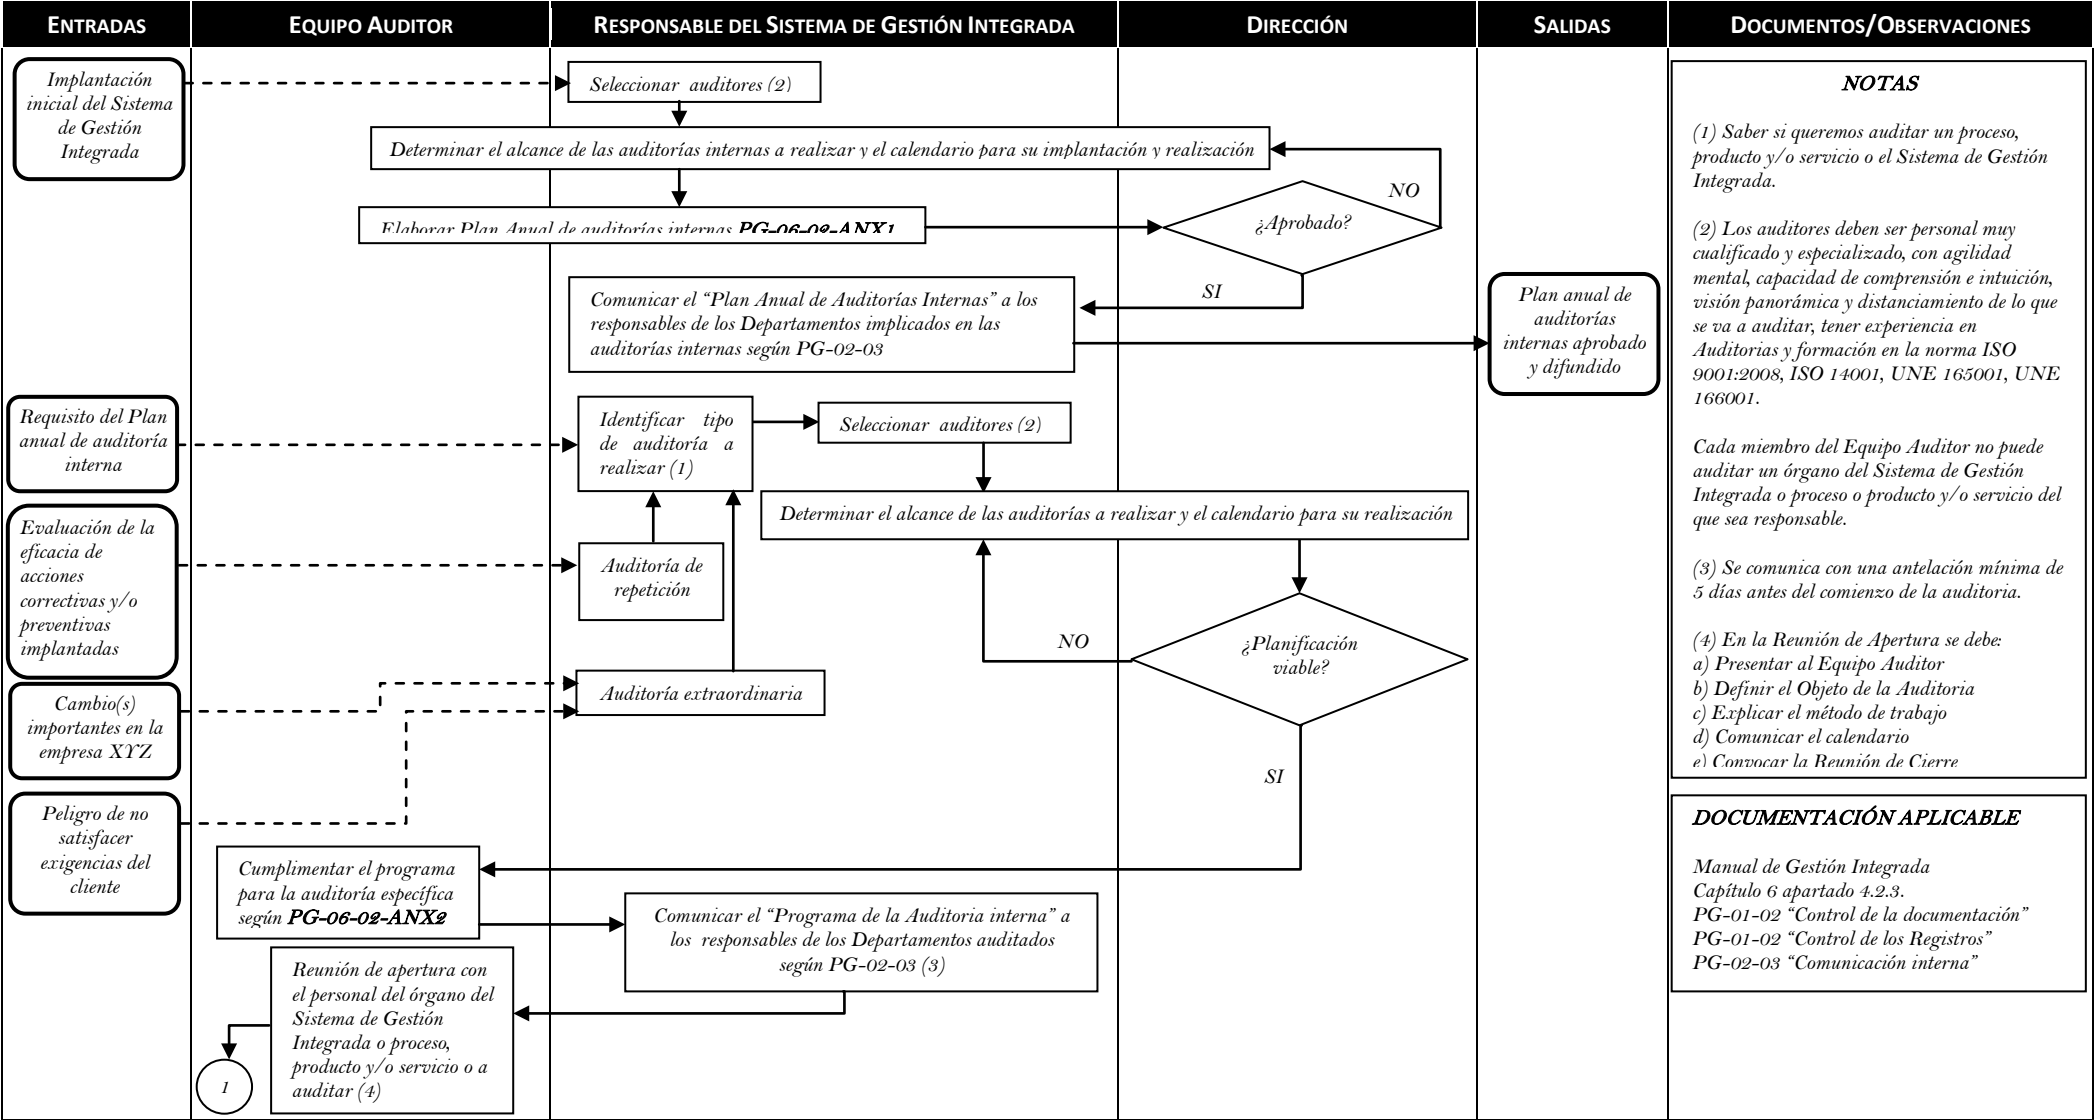 ENTRADAS
EQUIPO AUDITOR
RESPONSABLE DEL SISTEMA DE GESTIÓN INTEGRADA
DIRECCIÓN
SALIDAS
DOCUMENTOS/OBSERVACIONES
Implantación
inicial del Sistema
de Gestión
Integrada
Seleccionar auditores (2)
Determinar el alcance de las auditorías internas a realizar y el calendario para su implantación y realización
NO
Elaborar Plan Anual de auditorías internas PG-06-02-ANX1
¿Aprobado?
SI
Comunicar el “Plan Anual de Auditorías Internas” a los
responsables de los Departamentos implicados en las
auditorías internas según PG-02-03
Plan anual de
auditorías
internas aprobado
y difundido
Requisito del Plan
anual de auditoría
interna
Identificar tipo
de auditoría a
realizar (1)
Seleccionar auditores (2)
Determinar el alcance de las auditorías a realizar y el calendario para su realización
Evaluación de la
eficacia de
acciones
correctivas y/o
preventivas
implantadas
Auditoría de
repetición
NO
¿Planificación
viable?
Cambio(s)
importantes en la
empresa XYZ
Auditoría extraordinaria
SI
Peligro de no
satisfacer
exigencias del
cliente
Cumplimentar el programa
para la auditoría específica
según PG-06-02-ANX2
Comunicar el “Programa de la Auditoria interna” a
los responsables de los Departamentos auditados
según PG-02-03 (3)
Reunión de apertura con
el personal del órgano del
Sistema de Gestión
Integrada o proceso,
producto y/o servicio o a
auditar (4)
1
NOTAS
(1) Saber si queremos auditar un proceso,
producto y/o servicio o el Sistema de Gestión
Integrada.
(2) Los auditores deben ser personal muy
cualificado y especializado, con agilidad
mental, capacidad de comprensión e intuición,
visión panorámica y distanciamiento de lo que
se va a auditar, tener experiencia en
Auditorias y formación en la norma ISO
9001:2008, ISO 14001, UNE 165001, UNE
166001.
Cada miembro del Equipo Auditor no puede
auditar un órgano del Sistema de Gestión
Integrada o proceso o producto y/o servicio del
que sea responsable.
(3) Se comunica con una antelación mínima de
5 días antes del comienzo de la auditoria.
(4) En la Reunión de Apertura se debe:
a) Presentar al Equipo Auditor
b) Definir el Objeto de la Auditoria
c) Explicar el método de trabajo
d) Comunicar el calendario
e) Convocar la Reunión de Cierre
DOCUMENTACIÓN APLICABLE
Manual de Gestión Integrada
Capítulo 6 apartado 4.2.3.
PG-01-02 “Control de la documentación”
PG-01-02 “Control de los Registros”
PG-02-03 “Comunicación interna”